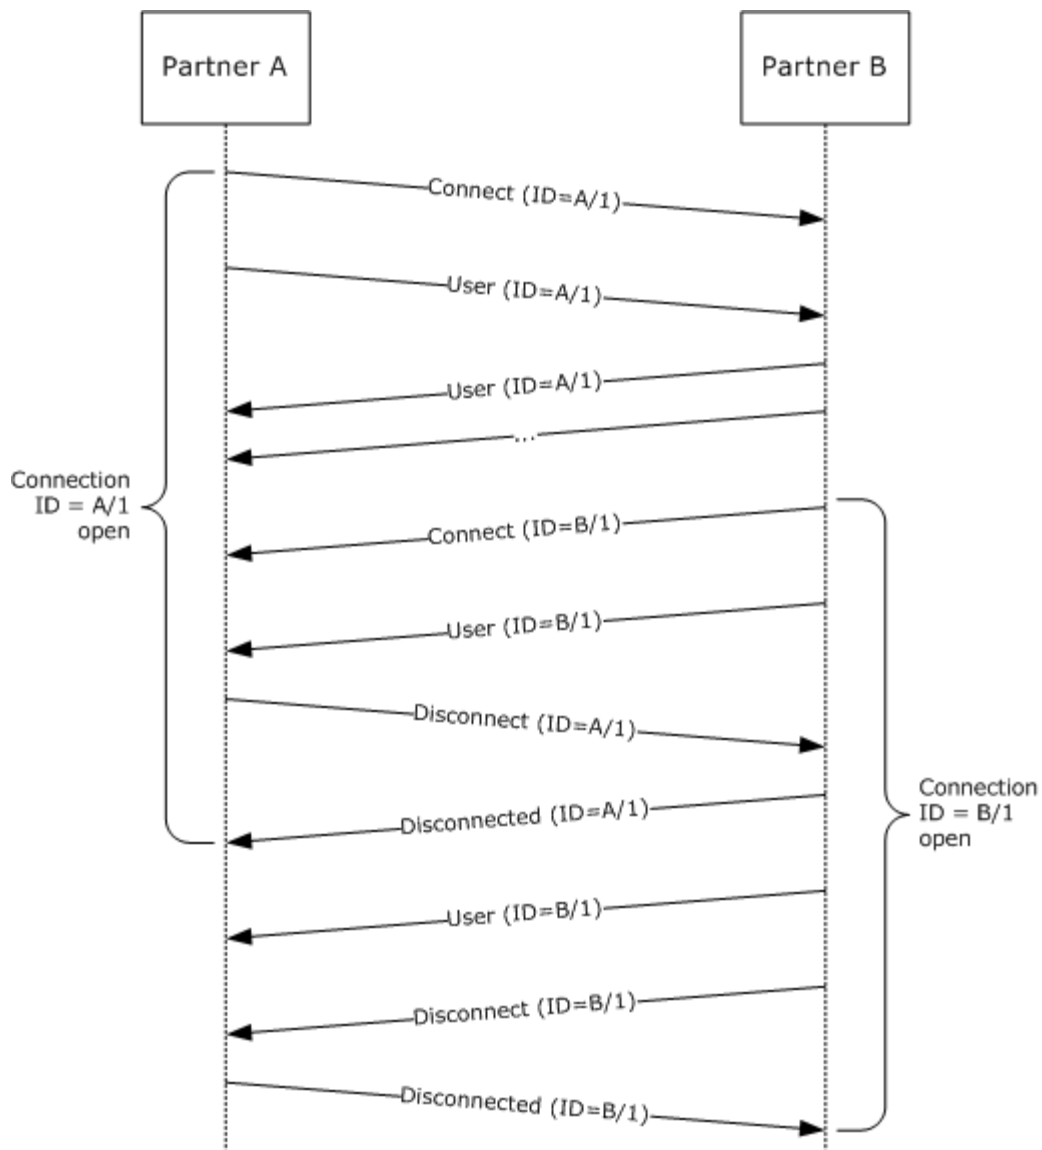 Partner A
Partner B
Connect (ID=A/1)
User (ID=A/1)
User (ID=A/1)
...
Connection
ID = A/1
open
Connect (ID=B/1)
User (ID=B/1)
Disconnect (ID=A/1)
Connection
ID = B/1
open
Disconnected (ID=A/1)
User (ID=B/1)
Disconnect (ID=B/1)
Disconnected (ID=B/1)